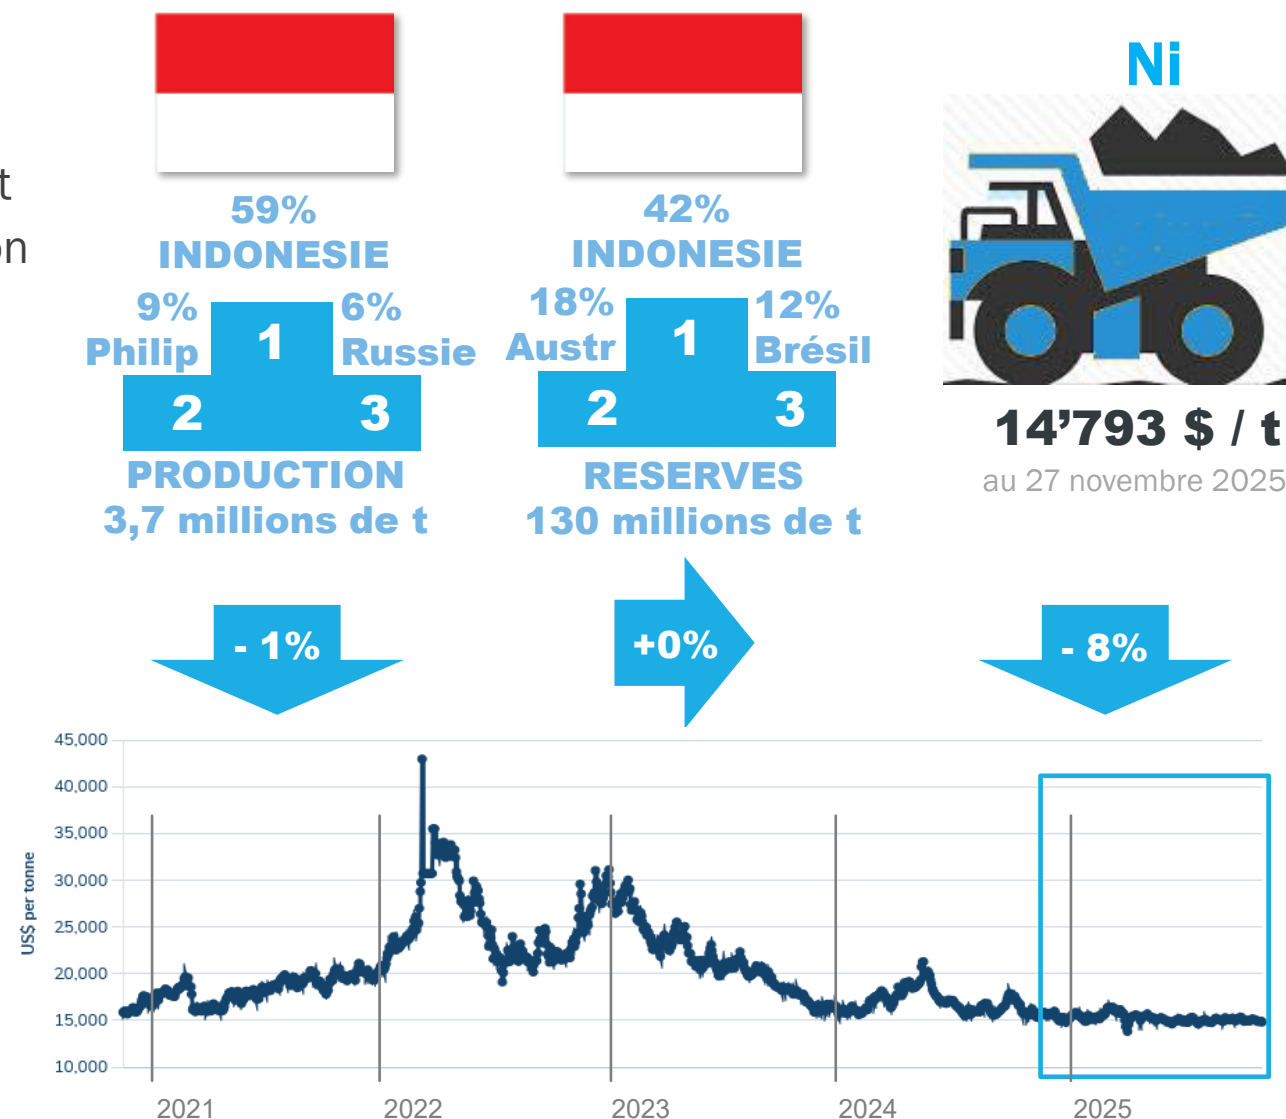 t
on
59%
INDONESIE
9%
Philip
1
6%
Russie
2
3
PRODUCTION
3,7 millions de t
42%
INDONESIE
18%
Austr
1
12%
Brésil
2
3
RESERVES
130 millions de t
Ni
14’793 $ / t
au 27 novembre 2025
- 1%
+0%
- 8%
US$ per tonne
45,000
40,000
35,000
30,000
25,000
20,000
15,000
10,000
2021
2022
2023
2024
2025